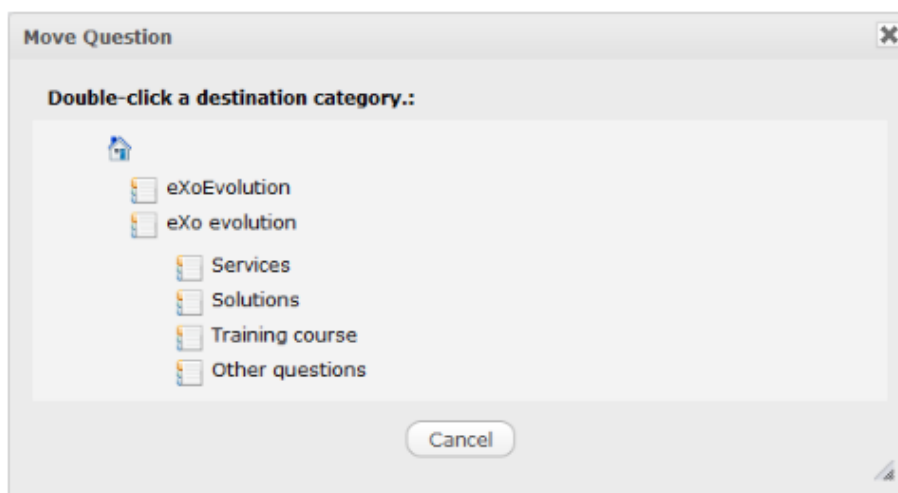 Move Question
Double-click a destination category.:
eXoEvolution
eXo evolution
Services
Solutions
Training course
Other questions
Cancel